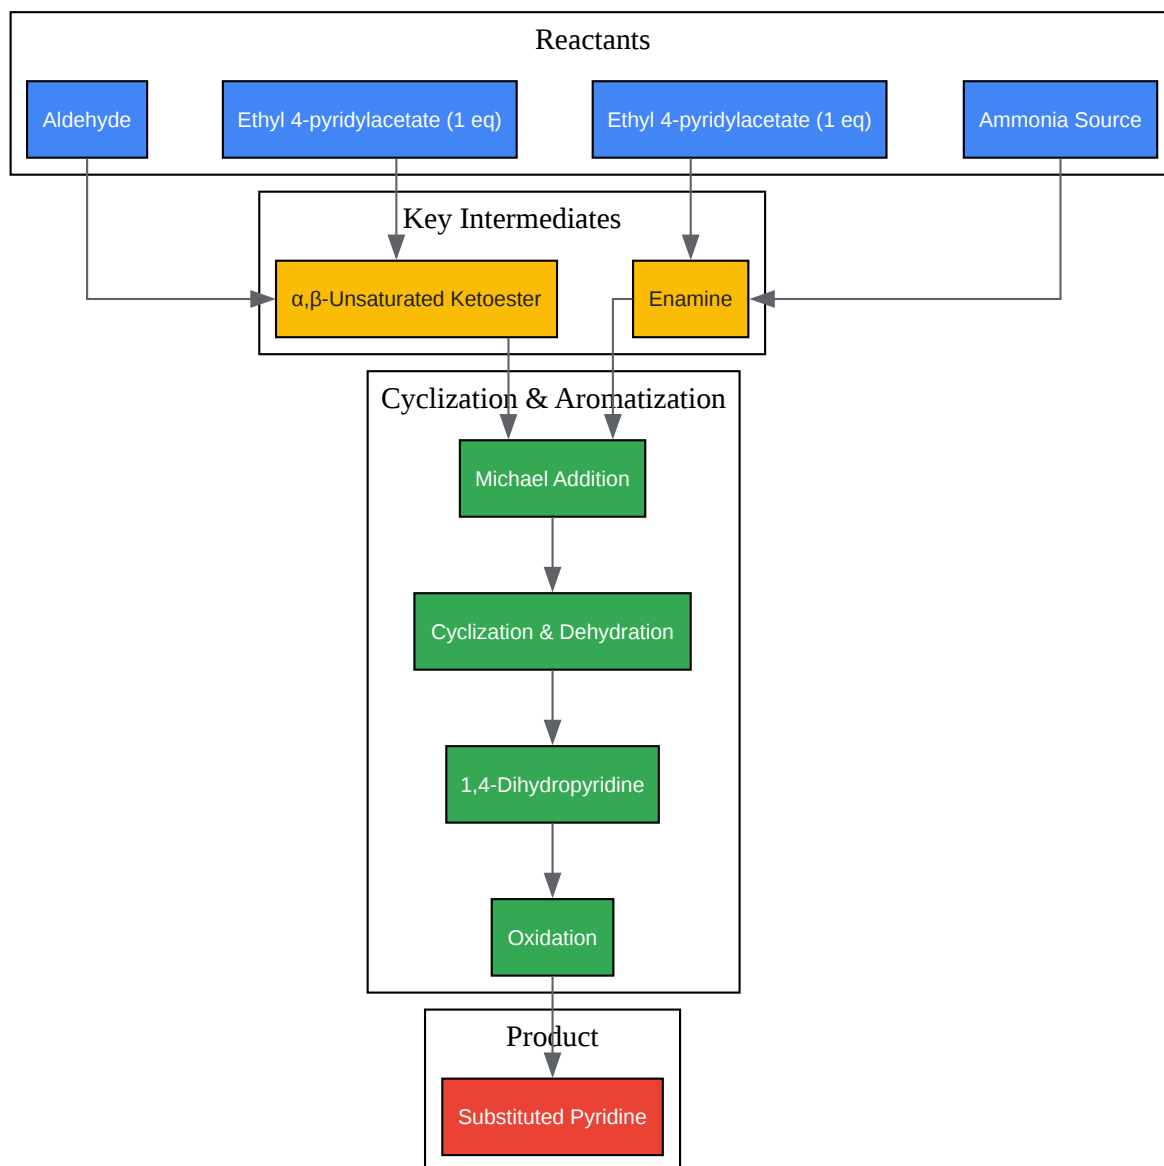 Reactants
Aldehyde
Ethyl 4-pyridylacetate (1 eq)
Ethyl 4-pyridylacetate (1 eq)
Ammonia Source
Key Intermediates
α,β-Unsaturated Ketoester
Enamine
Cyclization & Aromatization
Michael Addition
Cyclization & Dehydration
1,4-Dihydropyridine
Oxidation
Product
Substituted Pyridine